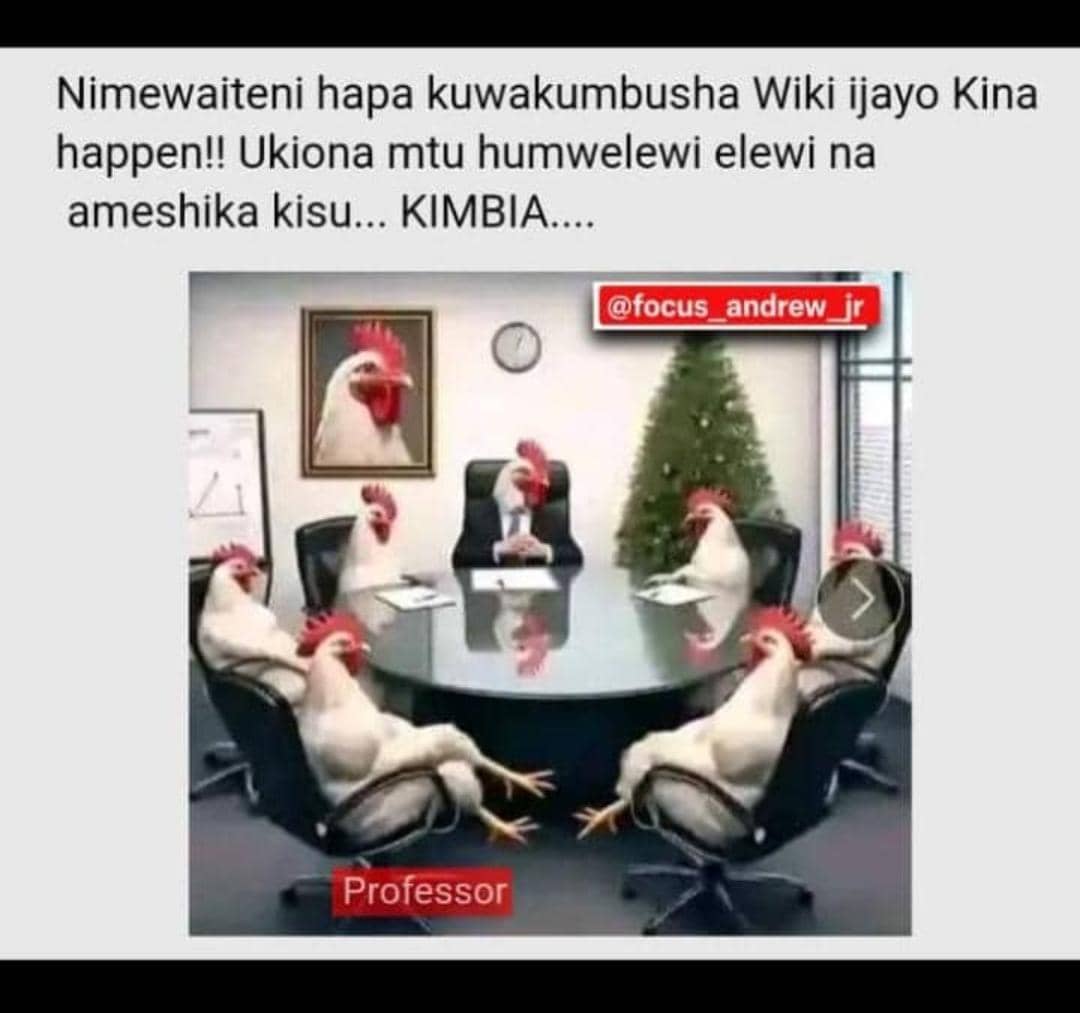 Nimewaiteni hapa kuwakumbusha Wiki ijayo Kina
happen!! Ukiona mtu humwelewi elewi na
ameshika kisu... KIMBIA....
@focus_andrew_jr
Professor